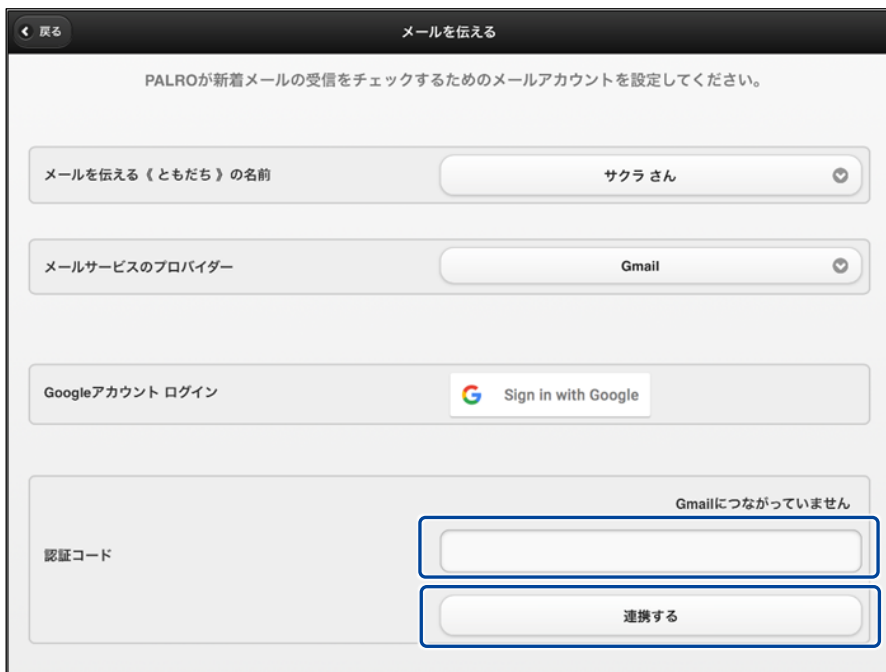 戻る
メールを伝える
PALROが新着メールの受信をチェックするためのメールアカウントを設定してください。
メールを伝える《 ともだち 》の名前
サクラ さん
メールサービスのプロバイダー
Gmail
Googleアカウント ログイン
Sign in with Google
Gmailにつながっていません
認証コード
連携する